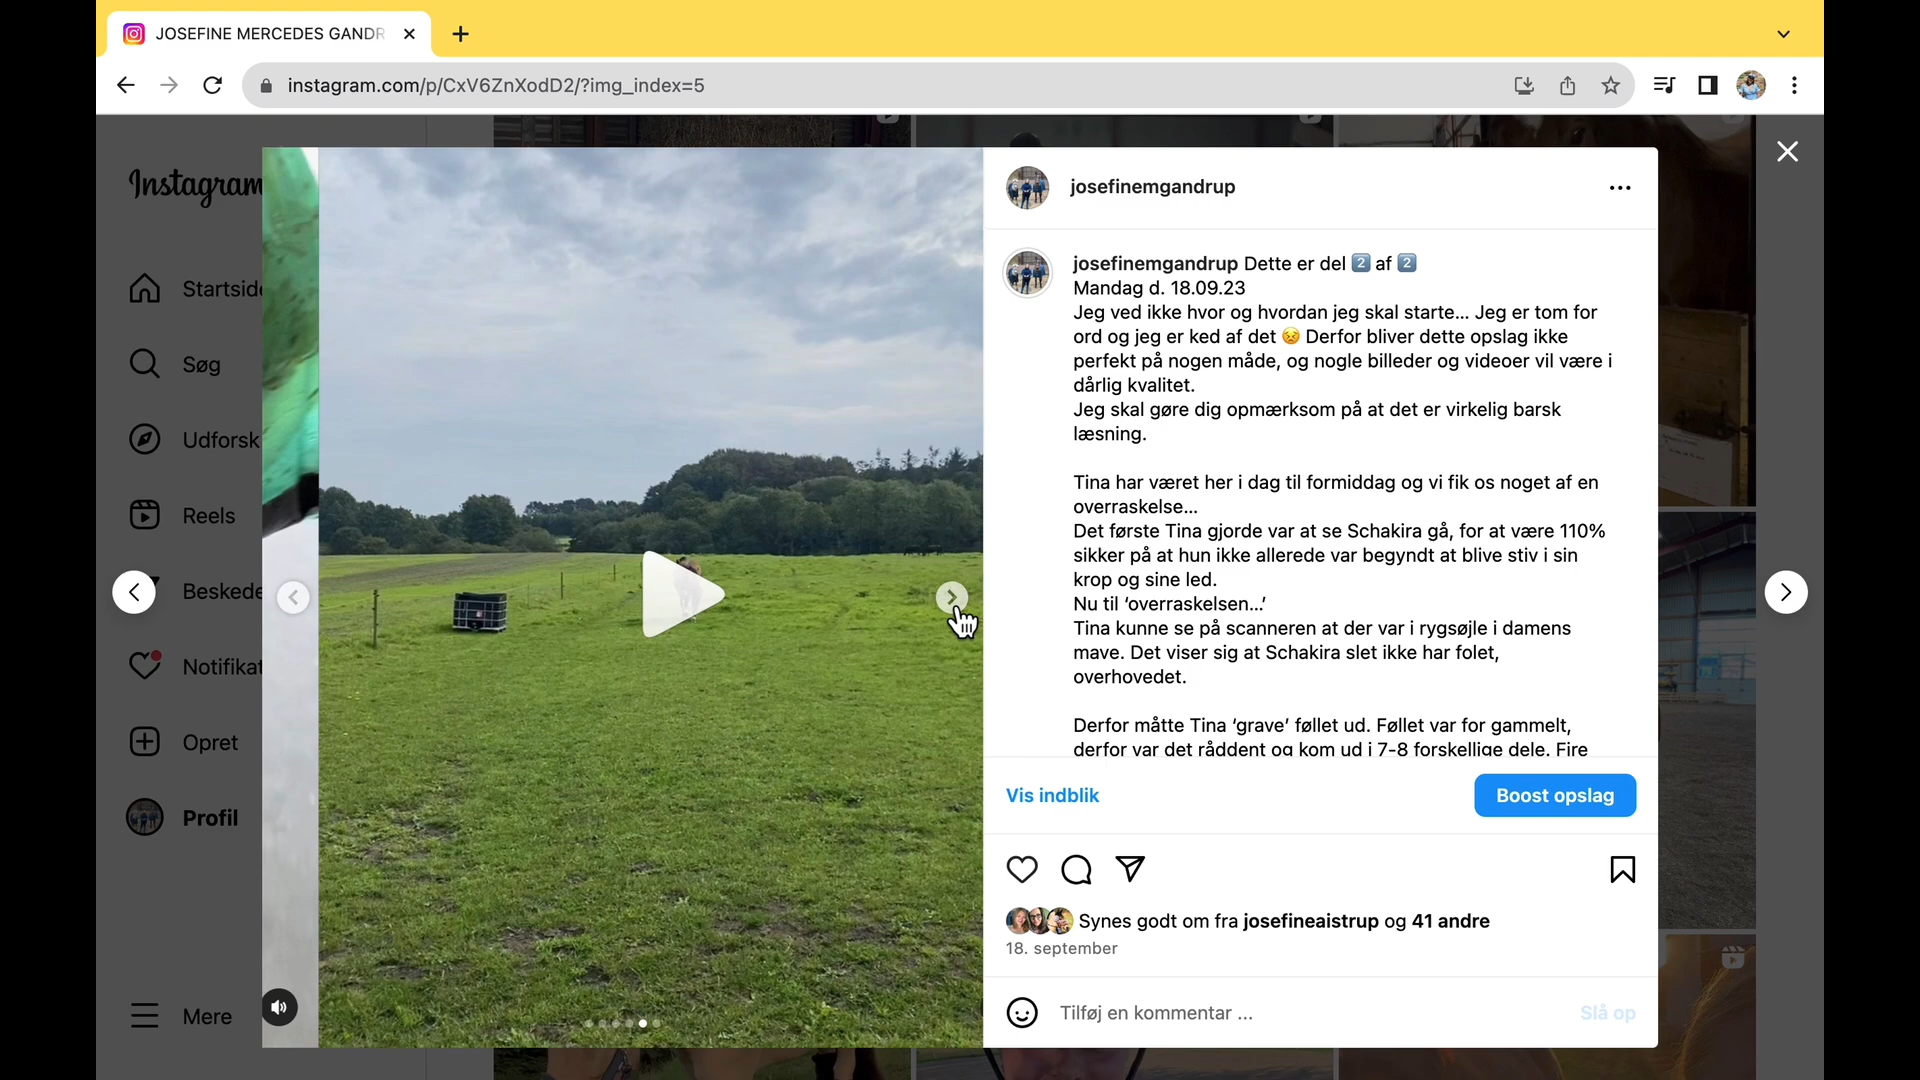 JOSEFINE MERCEDES GANDR
instagram.com/p/CxV6ZnXodD2/?img_index=5
Instagram
Startside
Søg
Udforsk
Reels
Beskede
Notifikat
Opret
Profil
Mere
josefinemgandrup
josefinemgandrup Dette er del 2 af 2
Mandag d. 18.09.23
Jeg ved ikke hvor og hvordan jeg skal starte... Jeg er tom for
ord og jeg er ked af det 😣 Derfor bliver dette opslag ikke
perfekt på nogen måde, og nogle billeder og videoer vil være i
dårlig kvalitet.
Jeg skal gøre dig opmærksom på at det er virkelig barsk
læsning.
Tina har været her i dag til formiddag og vi fik os noget af en
overraskelse...
Det første Tina gjorde var at se Schakira gå, for at være 110%
sikker på at hun ikke allerede var begyndt at blive stiv i sin
krop og sine led.
Nu til ‘overraskelsen...’
Tina kunne se på scanneren at der var i rygsøjle i damens
mave. Det viser sig at Schakira slet ikke har folet,
overhovedet.
Derfor måtte Tina ‘grave’ føllet ud. Føllet var for gammelt,
derfor var det råddent og kom ud i 7-8 forskellige dele. Fire
Vis indblik
Boost opslag
Synes godt om fra josefineaistrup og 41 andre
18. september
Tilføj en kommentar ...
Slå op